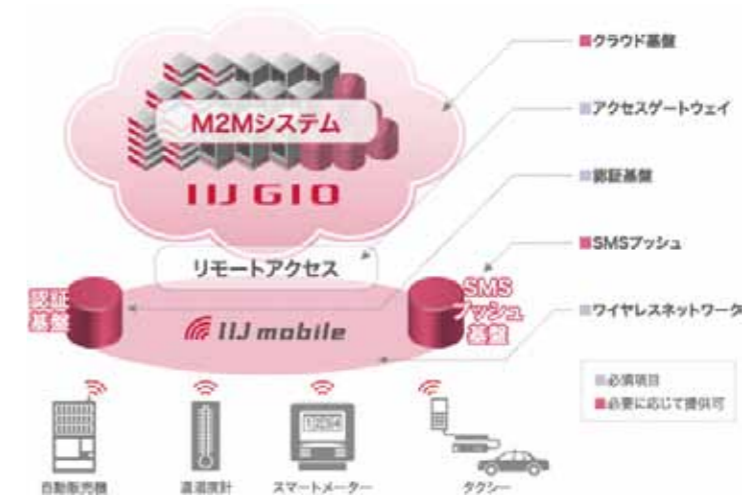 ■クラウド基盤
M2Mシステム
■アクセスゲートウェイ
IIJ GIO
■認証基盤
■SMSプッシュ
リモートアクセス
認証
基盤
SMS
プッシュ
基盤
IIJ mobile
■ワイヤレスネットワーク
■必須項目
■必要に応じて提供可
12364
自動販売機
温湿度計
スマートメーター
タクシー